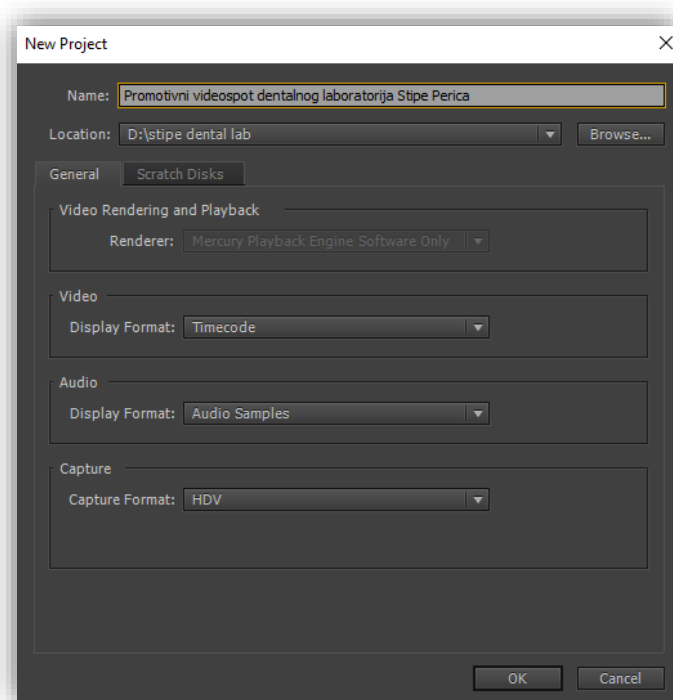 New Project
Name: Promotivni videospot dentalnog laboratorija Stipe Perica
Location: D:\stipe dental lab Browse...
General Scratch Disks
Video Rendering and Playback
Renderer: Mercury Playback Engine Software Only
Video
Display Format: Timecode
Audio
Display Format: Audio Samples
Capture
Capture Format: HDV
OK Cancel